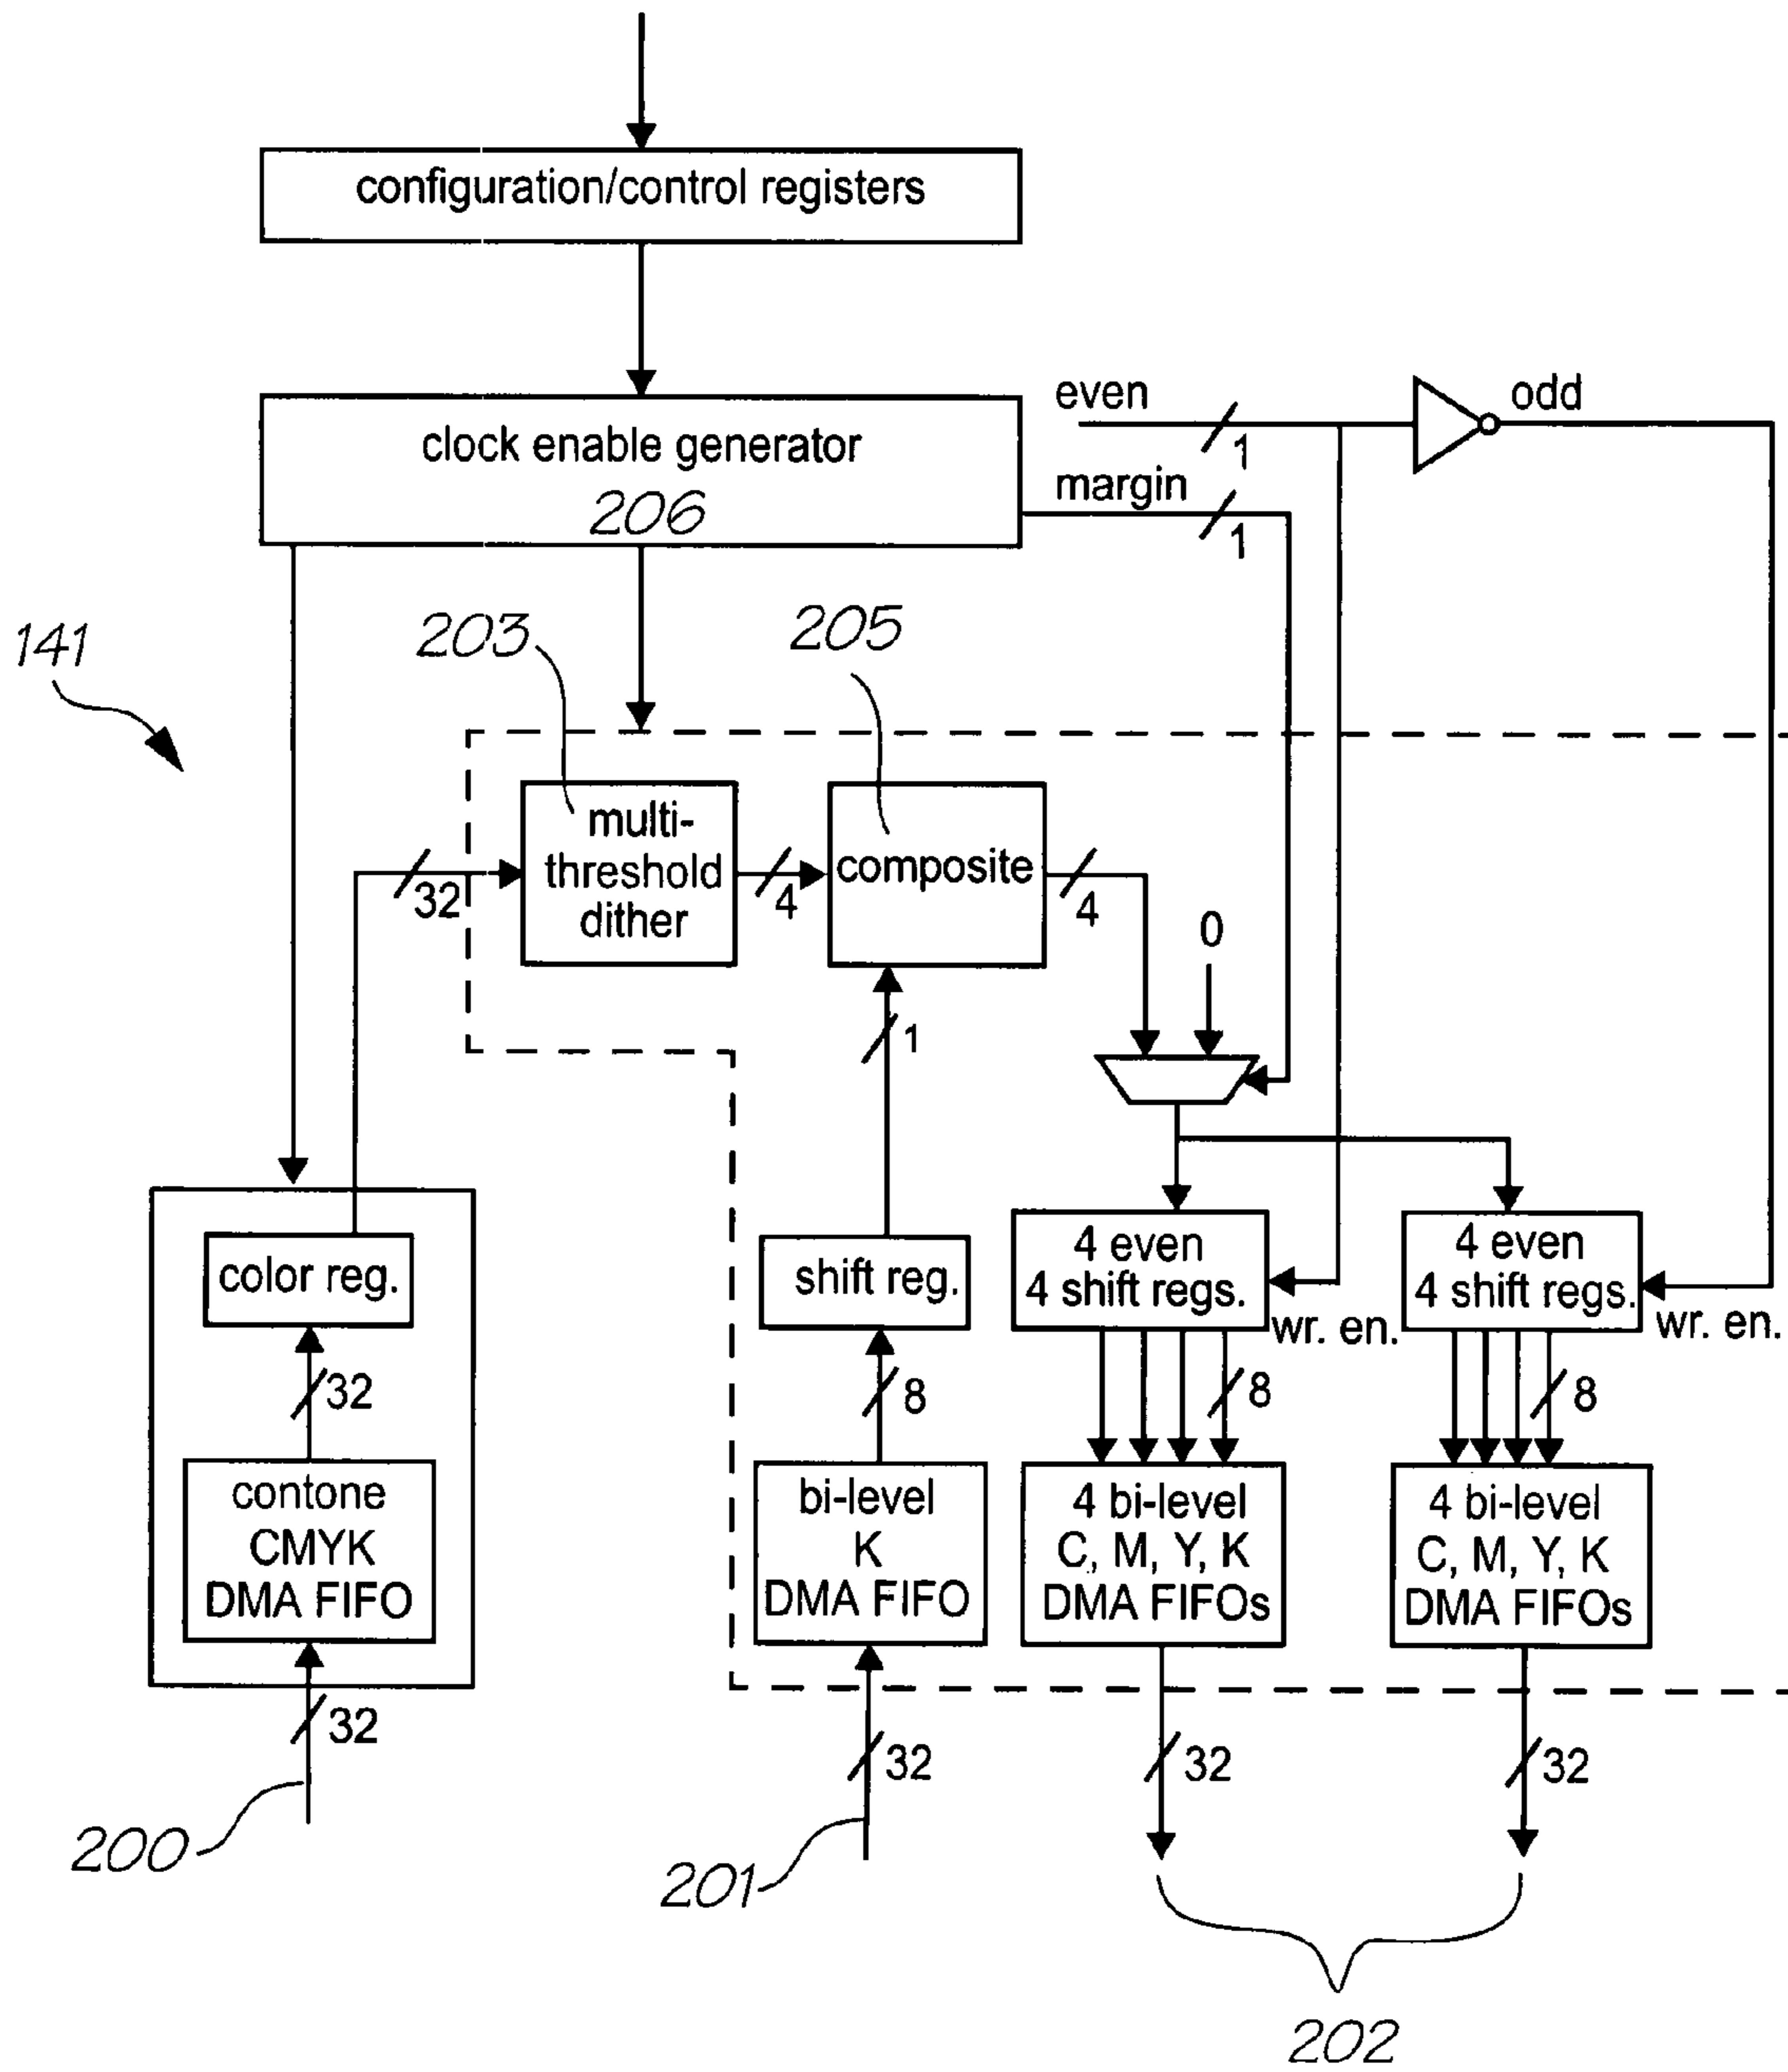 configuration/control registers
even
odd
clock enable generator
1
206
margin
1
203
205
141
multi-
threshold
dither
composite
32
4
4
0
1
color reg.
shift reg.
4 even
4 shift regs.
4 even
4 shift regs.
wr. en.
wr. en.
32
8
8
8
contone
CMYK
DMA FIFO
bi-level
K
DMA FIFO
4 bi-level
C, M, Y, K
DMA FIFOs
4 bi-level
C, M, Y, K
DMA FIFOs
32
32
32
32
200
201
202